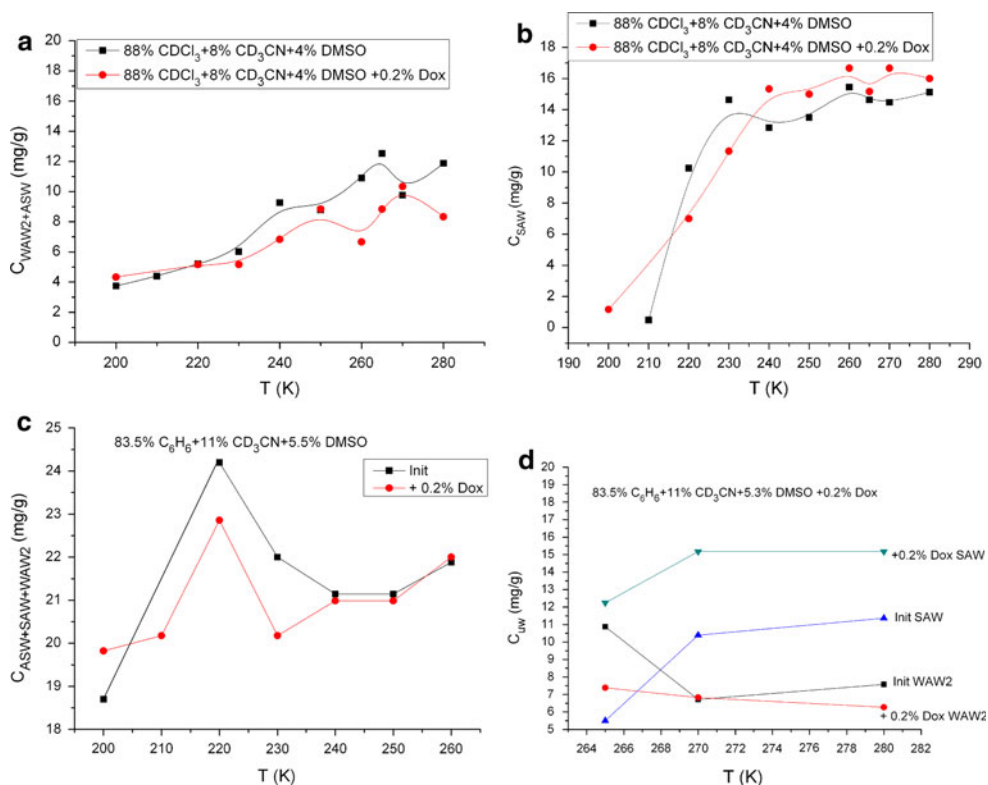 a
88% CDCl3+8% CD3CN+4% DMSO
88% CDCl3+8% CD3CN+4% DMSO +0.2% Dox
20
18
16
14
12
10
8
6
4
2
0
C_WAW2+ASW (mg/g)
200 220 240 260 280
T (K)
b
88% CDCl3+8% CD3CN+4% DMSO
88% CDCl3+8% CD3CN+4% DMSO +0.2% Dox
18
16
14
12
10
8
6
4
2
0
C_SAW (mg/g)
190 200 210 220 230 240 250 260 270 280 290
T (K)
c
83.5% C6H6+11% CD3CN+5.5% DMSO
Init
+ 0.2% Dox
25
24
23
22
21
20
19
18
C_ASW+SAW+WAW2 (mg/g)
200 210 220 230 240 250 260
T (K)
d
83.5% C6H6+11% CD3CN+5.3% DMSO +0.2% Dox
20
19
18
17
16
15
14
13
12
11
10
9
8
7
6
5
C_uw (mg/g)
+0.2% Dox SAW
Init SAW
Init WAW2
+ 0.2% Dox WAW2
264 266 268 270 272 274 276 278 280 282
T (K)